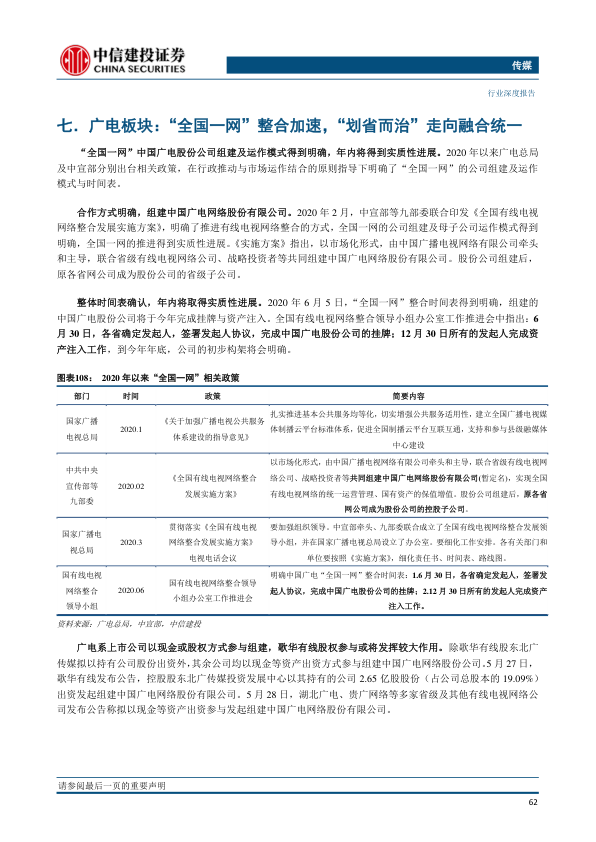 中信建投证券
CHINA SECURITIES
传媒
行业深度报告
七．广电板块：“全国一网”整合加速，“划省而治”走向融合统一
“全国一网”中国广电股份公司组建及运作模式得到明确，年内将得到实质性进展。2020 年以来广电总局
及中宣部分别出台相关政策，在行政推动与市场运作结合的原则指导下明确了“全国一网”的公司组建及运作
模式与时间表。
合作方式明确，组建中国广电网络股份有限公司。2020 年 2 月，中宣部等九部委联合印发《全国有线电视
网络整合发展实施方案》，明确了推进有线电视网络整合的方式，全国一网的公司组建及母子公司运作模式得到
明确，全国一网的推进得到实质性进展。《实施方案》指出，以市场化形式，由中国广播电视网络有限公司牵头
和主导，联合省级有线电视网络公司、战略投资者等共同组建中国广电网络股份有限公司。股份公司组建后，
原各省网公司成为股份公司的省级子公司。
整体时间表确认，年内将取得实质性进展。2020 年 6 月 5 日，“全国一网”整合时间表得到明确，组建的
中国广电股份公司将于今年完成挂牌与资产注入。全国有线电视网络整合领导小组办公室工作推进会中指出：6
月 30 日，各省确定发起人，签署发起人协议，完成中国广电股份公司的挂牌；12 月 30 日所有的发起人完成资
产注入工作，到今年年底，公司的初步构架将会明确。
图表108： 2020 年以来“全国一网”相关政策
部门 时间 政策 简要内容
国家广播
电视总局
2020.1
《关于加强广播电视公共服务
体系建设的指导意见》
扎实推进基本公共服务均等化，切实增强公共服务适用性，建立全国广播电视媒
体制播云平台标准体系，促进全国制播云平台互联互通，支持和参与县级融媒体
中心建设
中共中央
宣传部等
九部委
2020.02
《全国有线电视网络整合
发展实施方案》
以市场化形式，由中国广播电视网络有限公司牵头和主导，联合省级有线电视网
络公司、战略投资者等共同组建中国广电网络股份有限公司(暂定名)，实现全国
有线电视网络的统一运营管理、国有资产的保值增值。股份公司组建后，原各省
网公司成为股份公司的控股子公司。
国家广播电
视总局
2020.3
贯彻落实《全国有线电视
网络整合发展实施方案》
电视电话会议
要加强组织领导。中宣部牵头、九部委联合成立了全国有线电视网络整合发展领
导小组，并在国家广播电视总局设立了办公室。要细化工作安排。各有关部门和
单位要按照《实施方案》，细化责任书、时间表、路线图。
国有线电视
网络整合
领导小组
2020.06
国有线电视网络整合领导
小组办公室工作推进会
明确中国广电“全国一网”整合时间表：1.6 月 30 日，各省确定发起人，签署发
起人协议，完成中国广电股份公司的挂牌；2.12 月 30 日所有的发起人完成资产
注入工作。
资料来源：广电总局，中宣部，中信建投
广电系上市公司以现金或股权方式参与组建，歌华有线股权参与或将发挥较大作用。除歌华有线股东北广
传媒拟以持有公司股份出资外，其余公司均以现金等资产出资方式参与组建中国广电网络股份公司。5 月 27 日，
歌华有线发布公告，控股股东北广传媒投资发展中心以其持有的公司 2.65 亿股股份（占公司总股本的 19.09%）
出资发起组建中国广电网络股份有限公司。5 月 28 日，湖北广电、贵广网络等多家省级及其他有线电视网络公
司发布公告称拟以现金等资产出资参与发起组建中国广电网络股份有限公司。
请参阅最后一页的重要声明
62